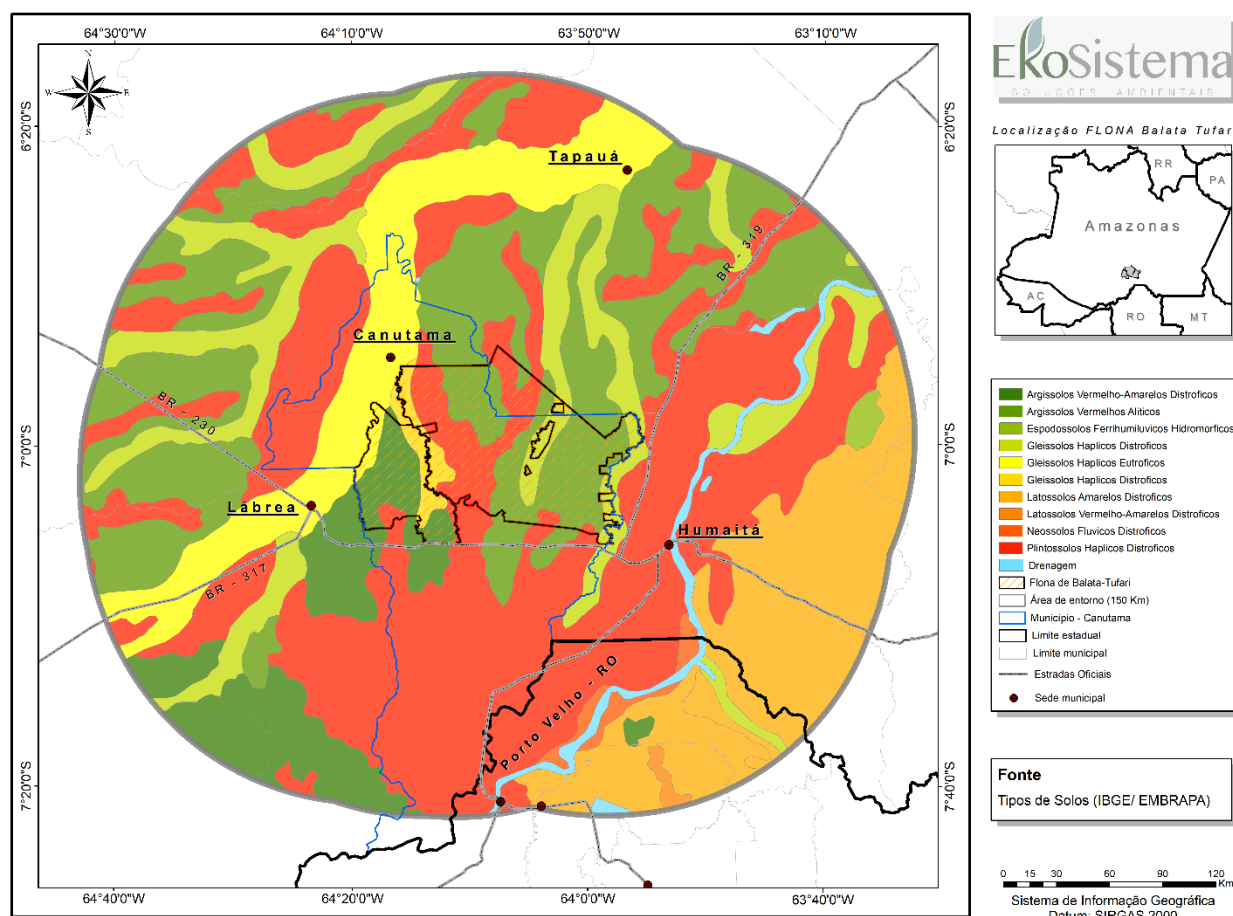 64°30'0"W 64°10'0"W 63°50'0"W 63°10'0"W
N
W E
S
6°20'0"S
6°20'0"S
Tapauá
BR - 319
Canutama
BR - 230
7°0'0"S
7°0'0"S
Lábrea
Humaitá
BR - 317
Porto Velho - RO
7°20'0"S
7°40'0"S
64°40'0"W 64°20'0"W 64°0'0"W 63°40'0"W
EkoSistema
SOLUÇÕES AMBIENTAIS
Localização FLONA Balata Tufari
RR
PA
Amazonas
AC
RO
MT
Argissolos Vermelho-Amarelos Distroficos
Argissolos Vermelhos Aliticos
Espodossolos Ferrihumiluvicos Hidromorficos
Gleissolos Haplicos Distroficos
Gleissolos Haplicos Eutroficos
Gleissolos Haplicos Distroficos
Latossolos Amarelos Distroficos
Latossolos Vermelho-Amarelos Distroficos
Neossolos Fluvicos Distroficos
Plintossolos Haplicos Distroficos
Drenagem
Flona de Balata-Tufari
Área de entorno (150 Km)
Município - Canutama
Limite estadual
Limite municipal
Estradas Oficiais
Sede municipal
Fonte
Tipos de Solos (IBGE/ EMBRAPA)
0 15 30 60 90 120
Km
Sistema de Informação Geográfica
Datum: SIRGAS 2000